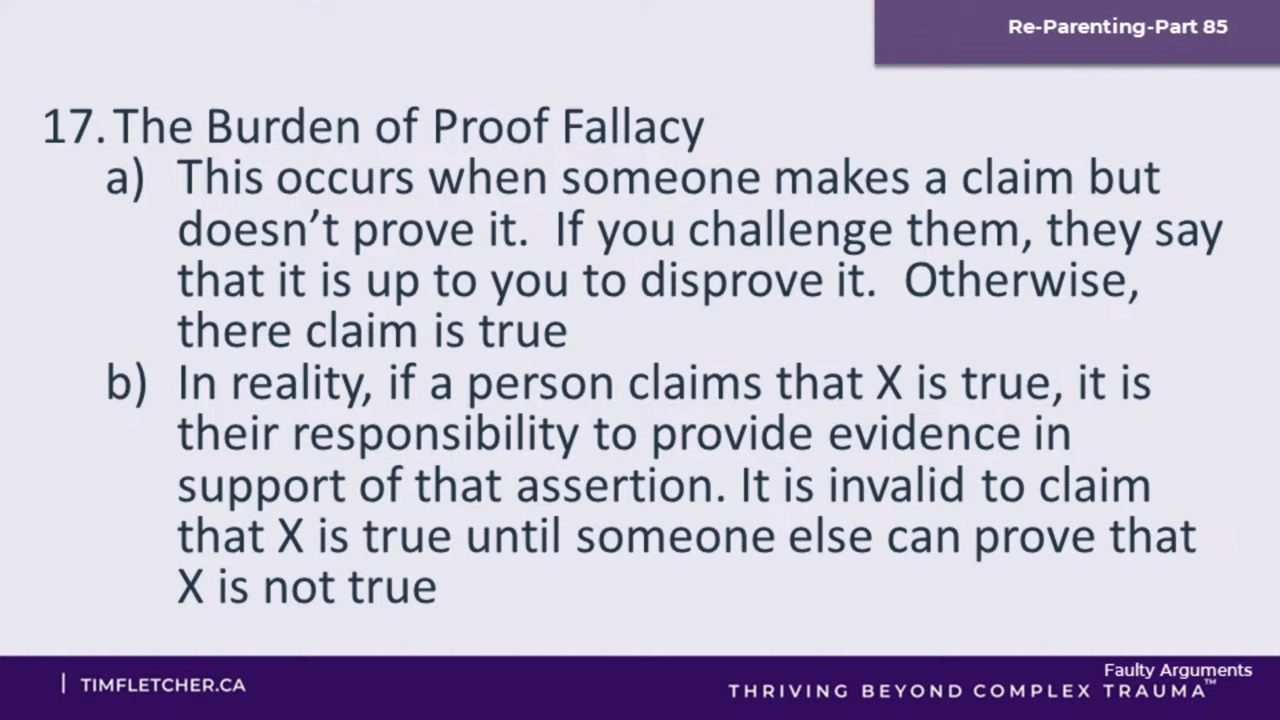 Re-Parenting-Part 85
17. The Burden of Proof Fallacy
a) This occurs when someone makes a claim but
doesn’t prove it.  If you challenge them, they say
that it is up to you to disprove it.  Otherwise,
there claim is true
b) In reality, if a person claims that X is true, it is
their responsibility to provide evidence in
support of that assertion. It is invalid to claim
that X is true until someone else can prove that
X is not true
Faulty Arguments
| TIMFLETCHER.CA
THRIVING BEYOND COMPLEX TRAUMA™